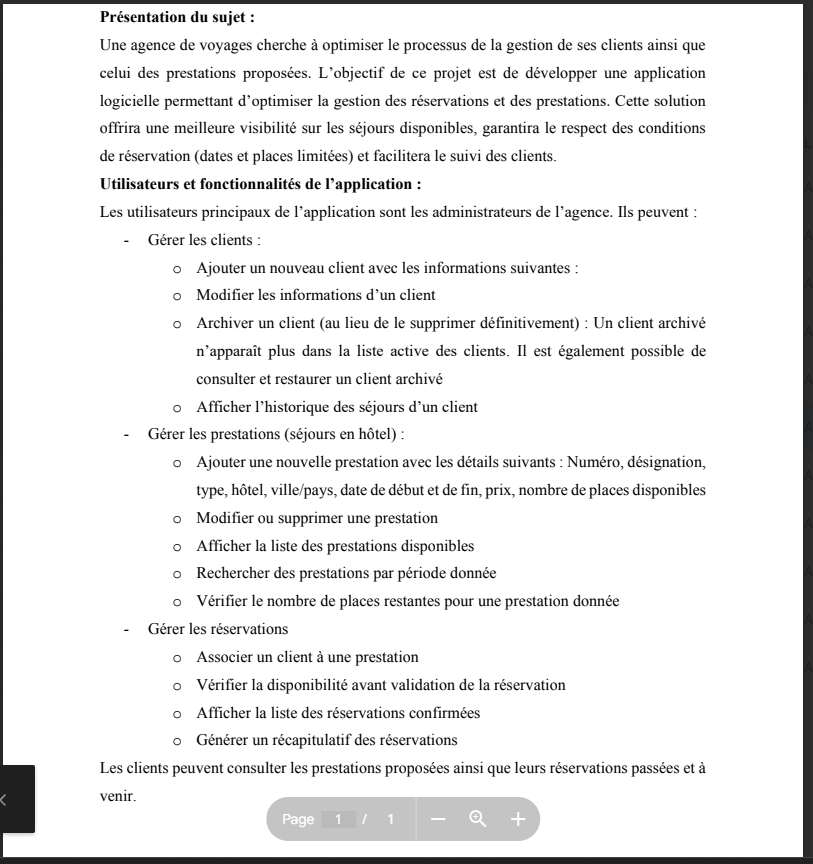 Présentation du sujet :
Une agence de voyages cherche à optimiser le processus de la gestion de ses clients ainsi que
celui des prestations proposées. L’objectif de ce projet est de développer une application
logicielle permettant d’optimiser la gestion des réservations et des prestations. Cette solution
offrira une meilleure visibilité sur les séjours disponibles, garantira le respect des conditions
de réservation (dates et places limitées) et facilitera le suivi des clients.
Utilisateurs et fonctionnalités de l’application :
Les utilisateurs principaux de l’application sont les administrateurs de l’agence. Ils peuvent :
- Gérer les clients :
o Ajouter un nouveau client avec les informations suivantes :
o Modifier les informations d’un client
o Archiver un client (au lieu de le supprimer définitivement) : Un client archivé
n’apparaît plus dans la liste active des clients. Il est également possible de
consulter et restaurer un client archivé
o Afficher l’historique des séjours d’un client
- Gérer les prestations (séjours en hôtel) :
o Ajouter une nouvelle prestation avec les détails suivants : Numéro, désignation,
type, hôtel, ville/pays, date de début et de fin, prix, nombre de places disponibles
o Modifier ou supprimer une prestation
o Afficher la liste des prestations disponibles
o Rechercher des prestations par période donnée
o Vérifier le nombre de places restantes pour une prestation donnée
- Gérer les réservations
o Associer un client à une prestation
o Vérifier la disponibilité avant validation de la réservation
o Afficher la liste des réservations confirmées
o Générer un récapitulatif des réservations
Les clients peuvent consulter les prestations proposées ainsi que leurs réservations passées et à
venir.
Page 1 / 1